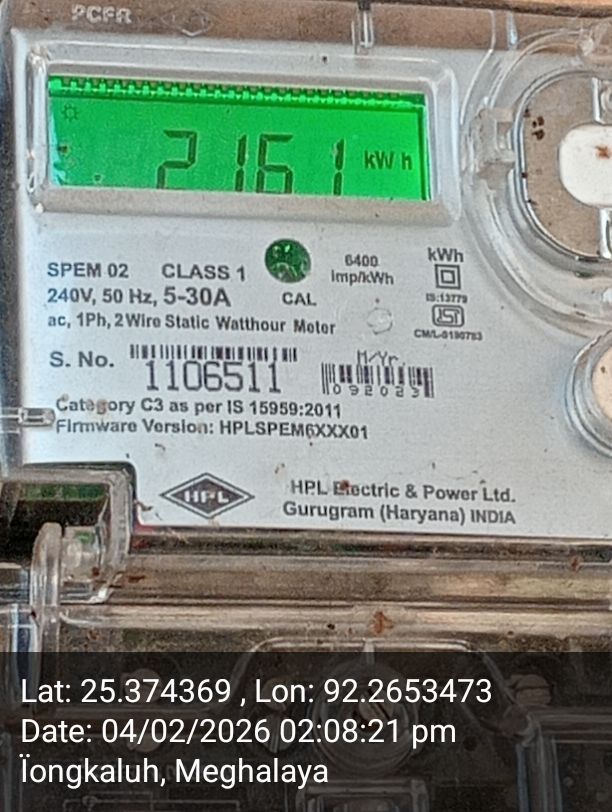 PCFR
2161 kWh
SPEM 02 CLASS 1
240V, 50 Hz, 5-30A
ac, 1Ph, 2Wire Static Watthour Meter
CAL
6400
imp/kWh
kWh
IS:13779
ISI
CM/L-0190783
S. No. 1106511
M/Yr.
092023
Category C3 as per IS 15959:2011
Firmware Version: HPLSPEM6XXX01
HPL
HPL Electric & Power Ltd.
Gurugram (Haryana) INDIA
Lat: 25.374369 , Lon: 92.2653473
Date: 04/02/2026 02:08:21 pm
Ïongkaluh, Meghalaya